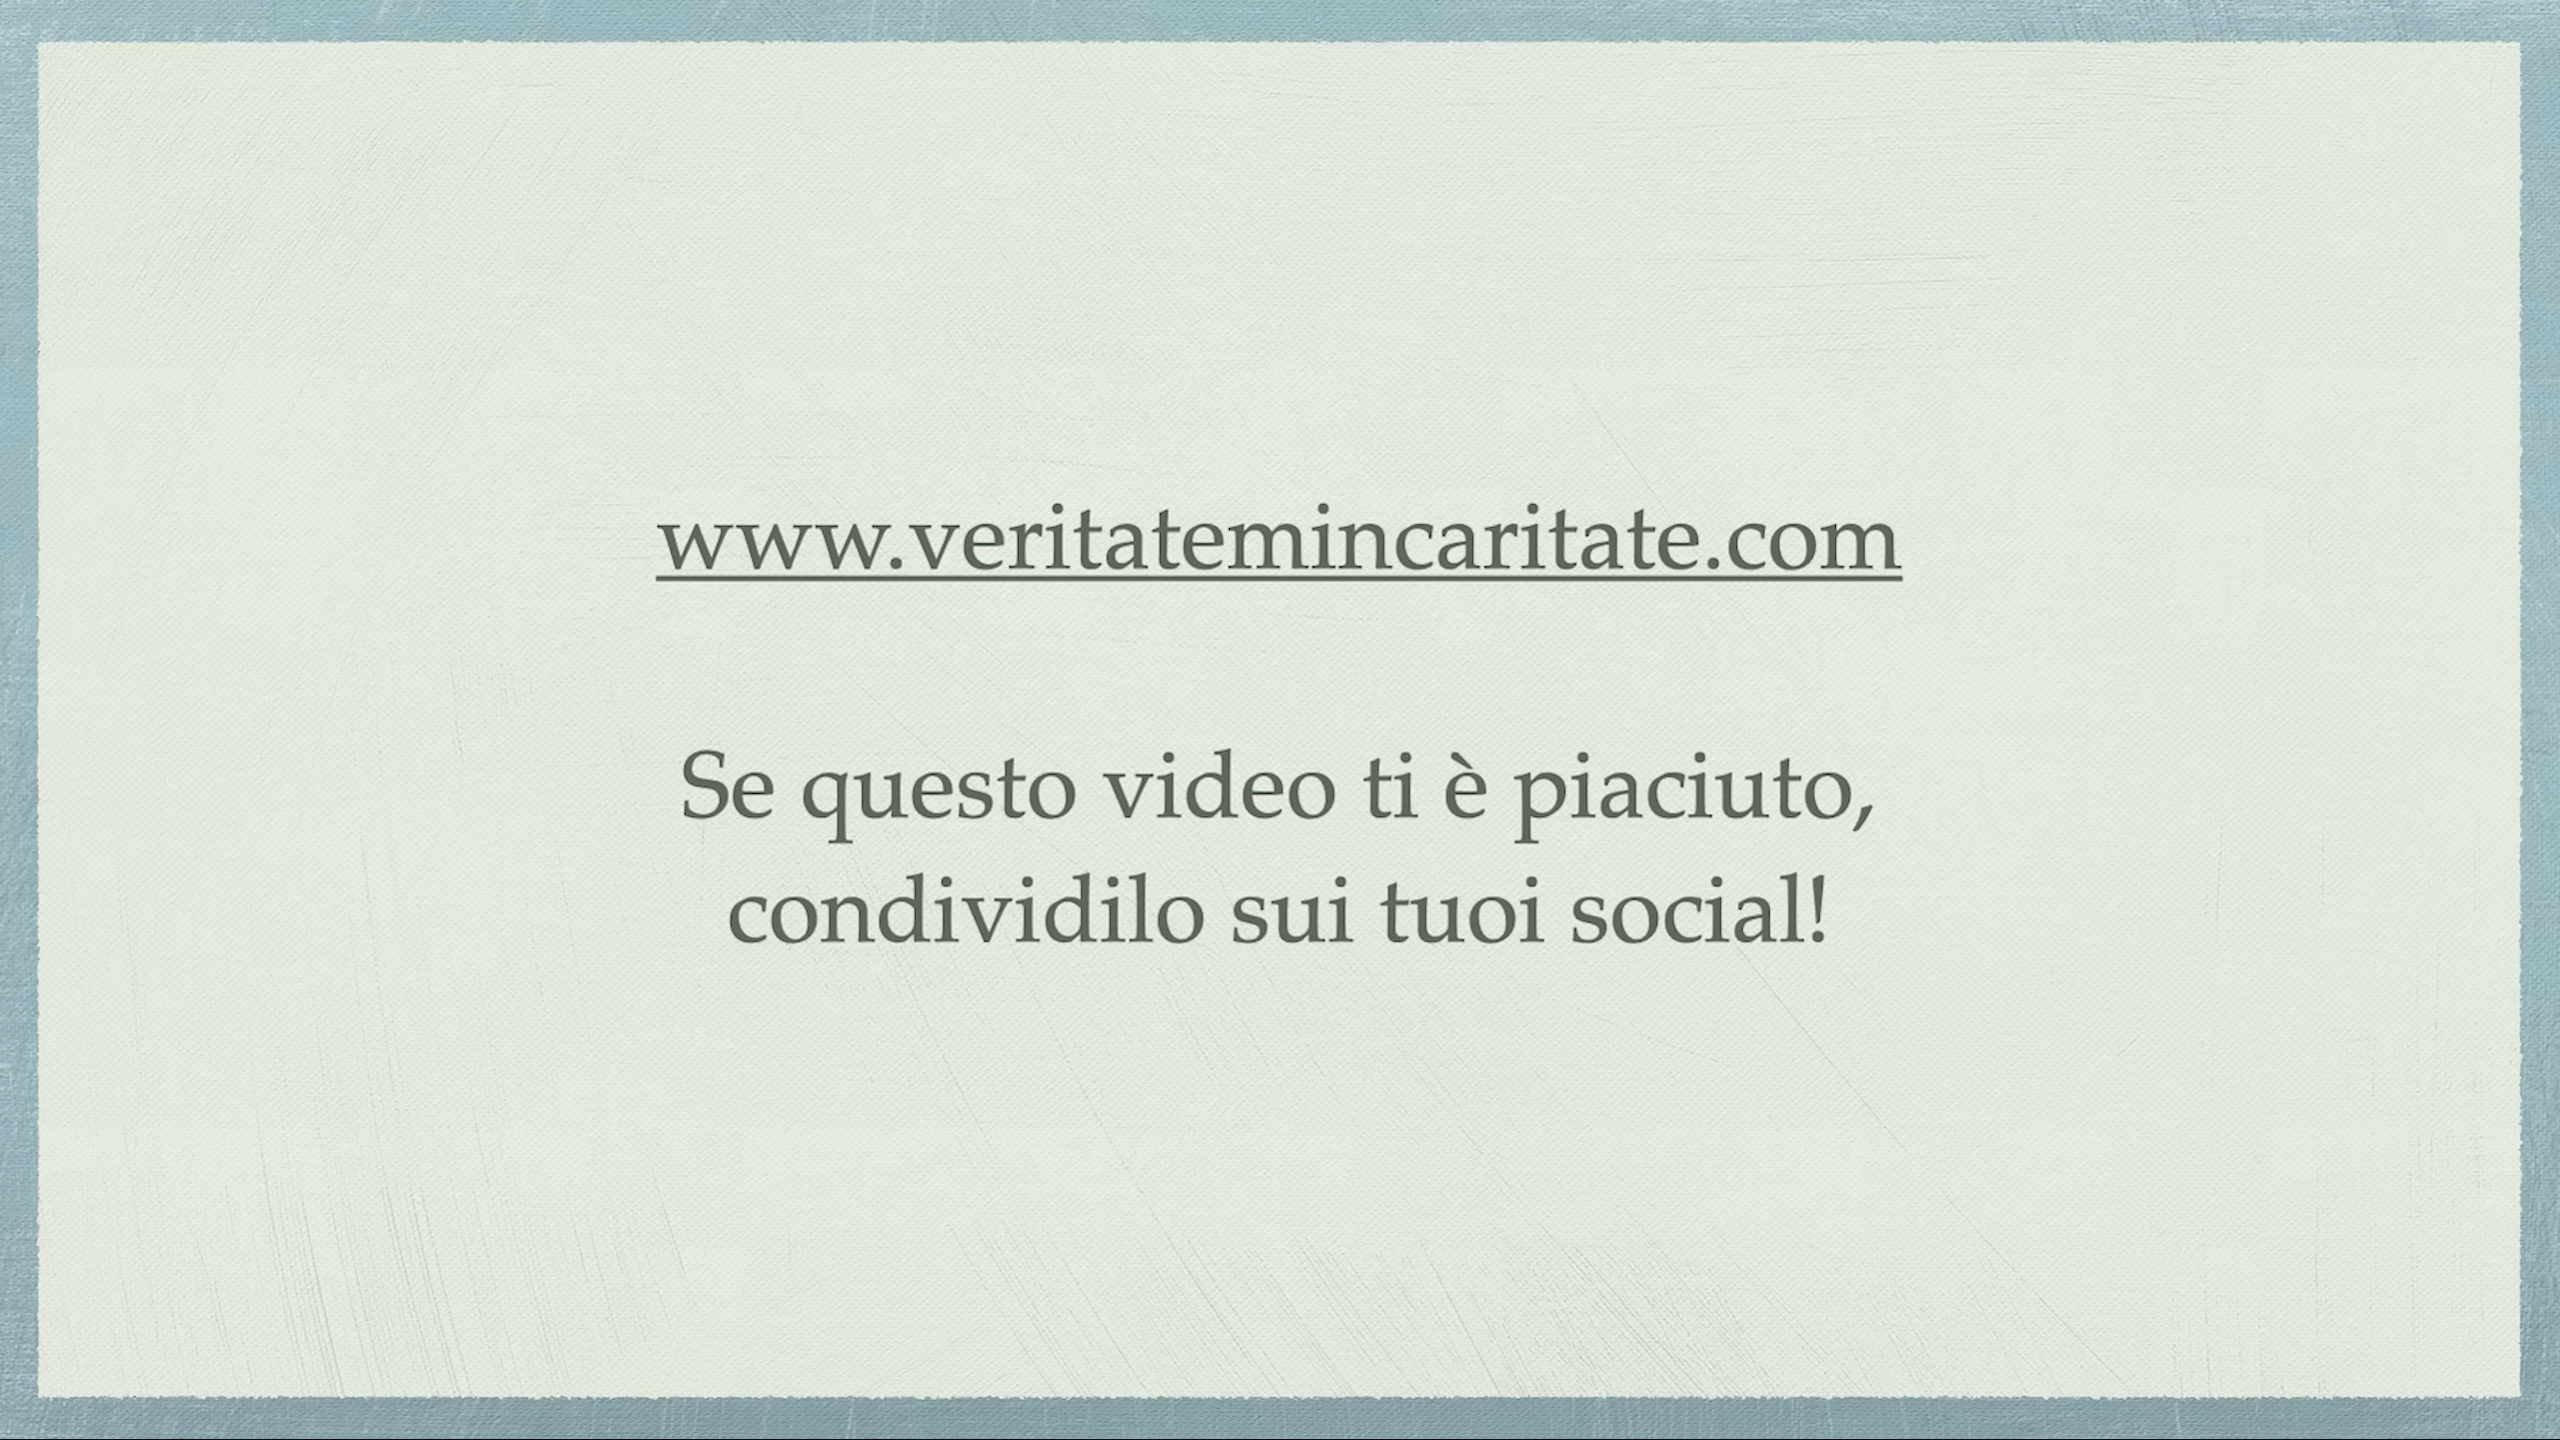 www.veritatemincaritate.com
Se questo video ti è piaciuto,
condividilo sui tuoi social!